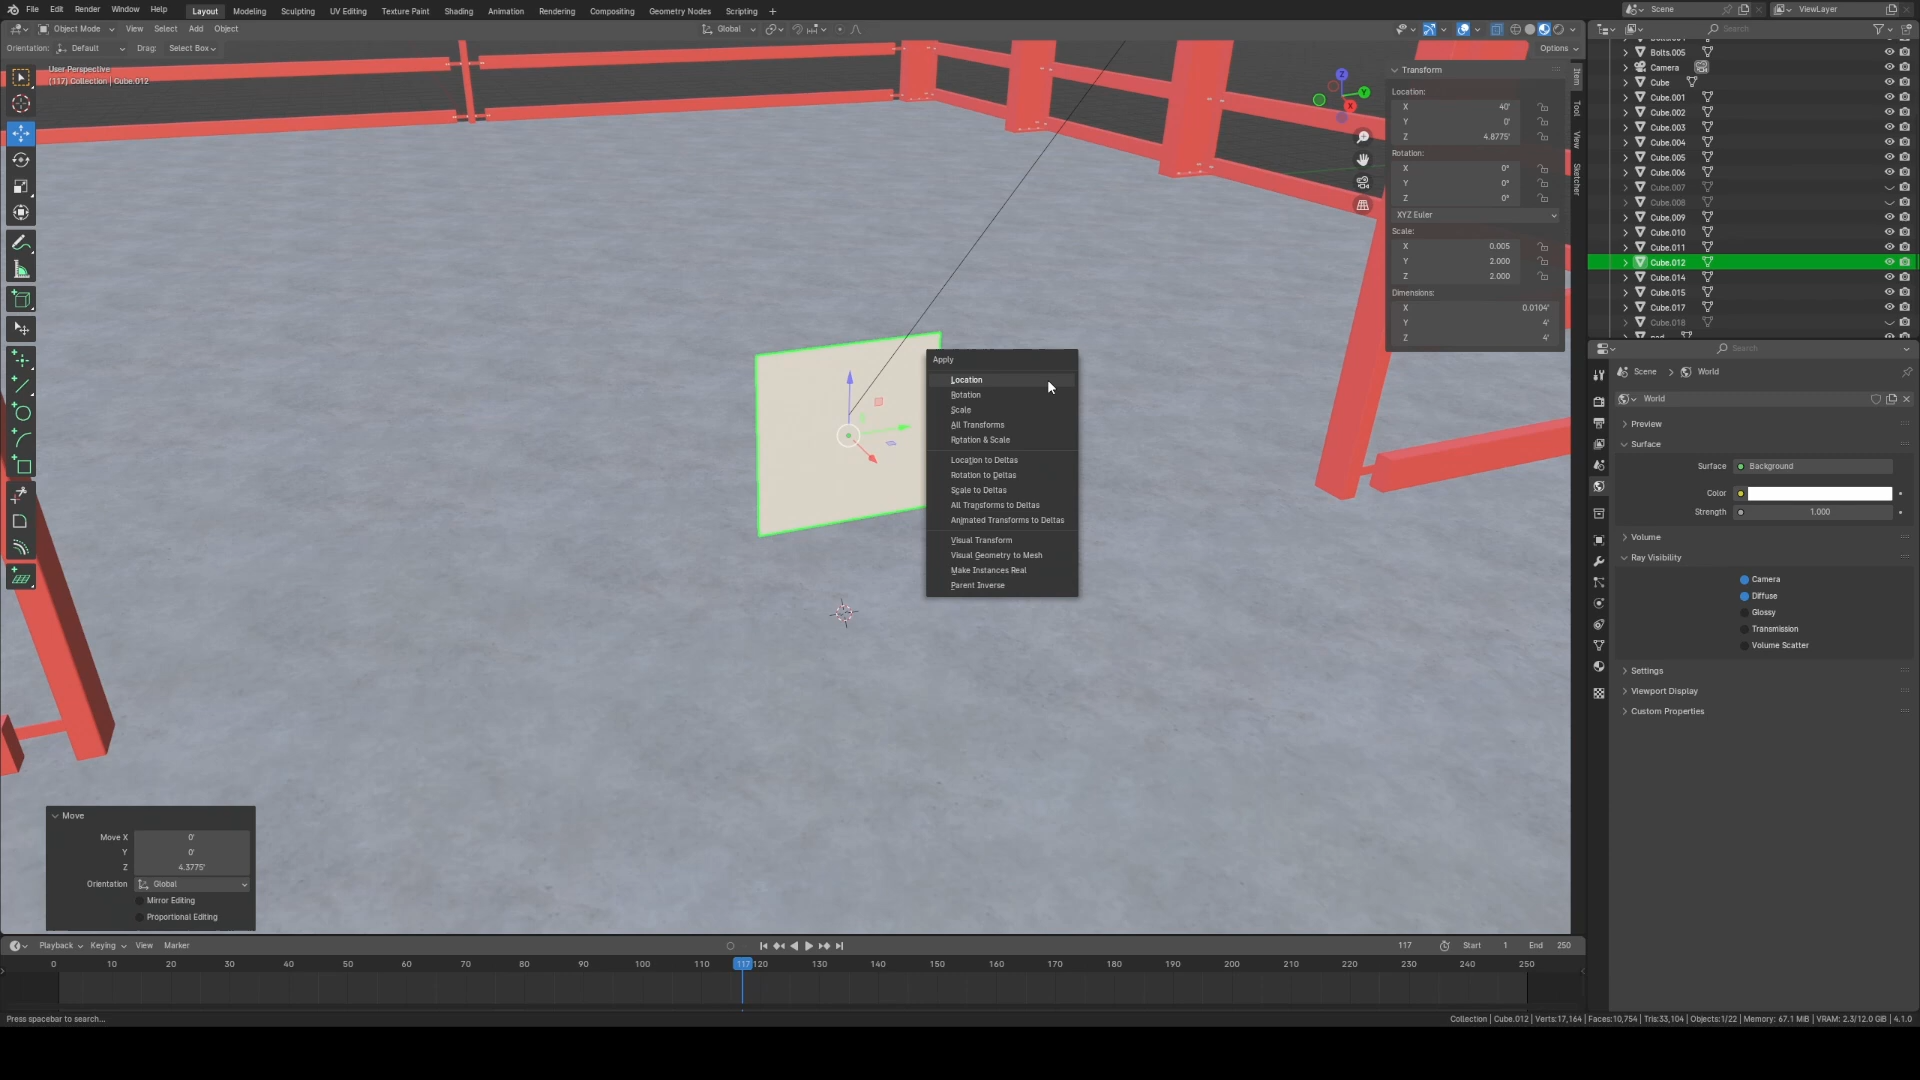 File Edit Render Window Help Layout Modeling Sculpting UV Editing Texture Paint Shading Animation Rendering Compositing Geometry Nodes Scripting + Scene ViewLayer
Object Mode View Select Add Object Global Search
Orientation: Default Drag: Select Box Options
User Perspective
(117) Collection | Cube.012
Transform
Location:
X 40'
Y 0'
Z 4.8775'
Rotation:
X 0°
Y 0°
Z 0°
XYZ Euler
Scale:
X 0.005
Y 2.000
Z 2.000
Dimensions:
X 0.0104'
Y 4'
Z 4'
Item
Tool
View
Sketcher
Z
Y
X
Bolts.005
Camera
Cube
Cube.001
Cube.002
Cube.003
Cube.004
Cube.005
Cube.006
Cube.007
Cube.008
Cube.009
Cube.010
Cube.011
Cube.012
Cube.014
Cube.015
Cube.017
Cube.018
Search
Scene World
World
Preview
Surface
Surface Background
Color
Strength 1.000
Volume
Ray Visibility
Camera
Diffuse
Glossy
Transmission
Volume Scatter
Settings
Viewport Display
Custom Properties
Apply
Location
Rotation
Scale
All Transforms
Rotation & Scale
Location to Deltas
Rotation to Deltas
Scale to Deltas
All Transforms to Deltas
Animated Transforms to Deltas
Visual Transform
Visual Geometry to Mesh
Make Instances Real
Parent Inverse
Move
Move X 0'
Y 0'
Z 4.3775'
Orientation Global
Mirror Editing
Proportional Editing
Playback Keying View Marker 117 Start 1 End 250
0 10 20 30 40 50 60 70 80 90 100 110 117 120 130 140 150 160 170 180 190 200 210 220 230 240 250
Press spacebar to search... Collection | Cube.012 | Verts:17,164 | Faces:10,754 | Tris:33,104 | Objects:1/22 | Memory: 67.1 MiB | VRAM: 2.3/12.0 GiB | 4.1.0